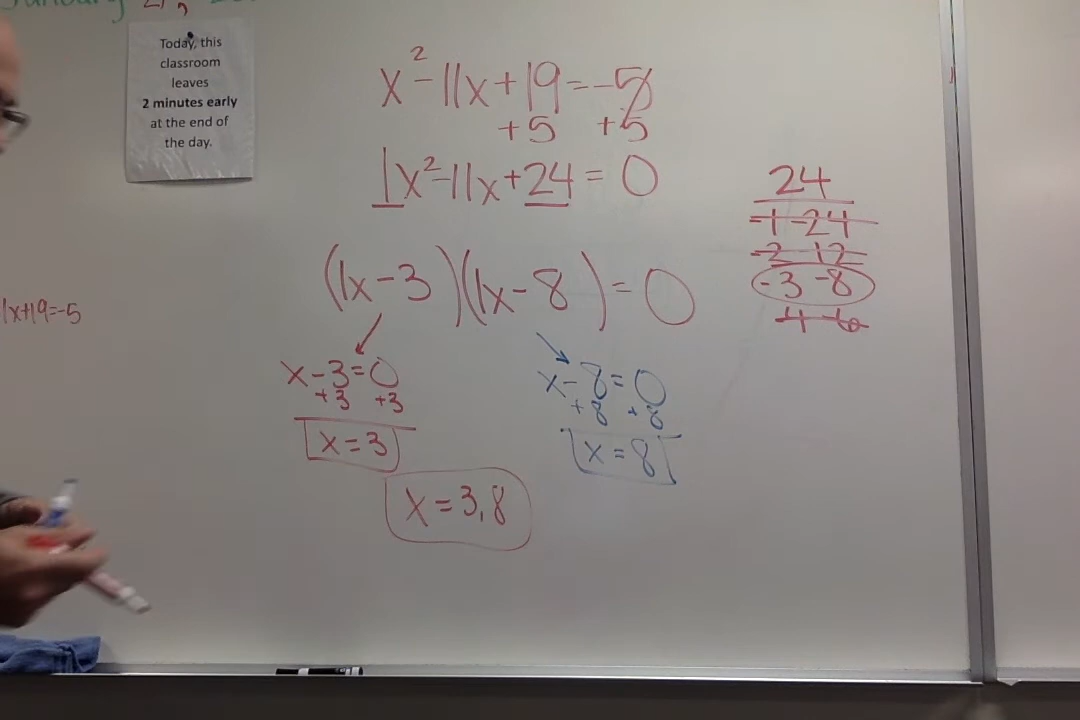 January 21,
Today, this
classroom
leaves
2 minutes early
at the end of
the day.
x²-11x+19=-5
+5 +5
1x²-11x+24=0
(1x-3)(1x-8)=0
x-3=0
+3 +3
x=3
x-8=0
+8 +8
x=8
x=3,8
24
-1 -24
-2 -12
-3 -8
-4 -6
1x+19=-5